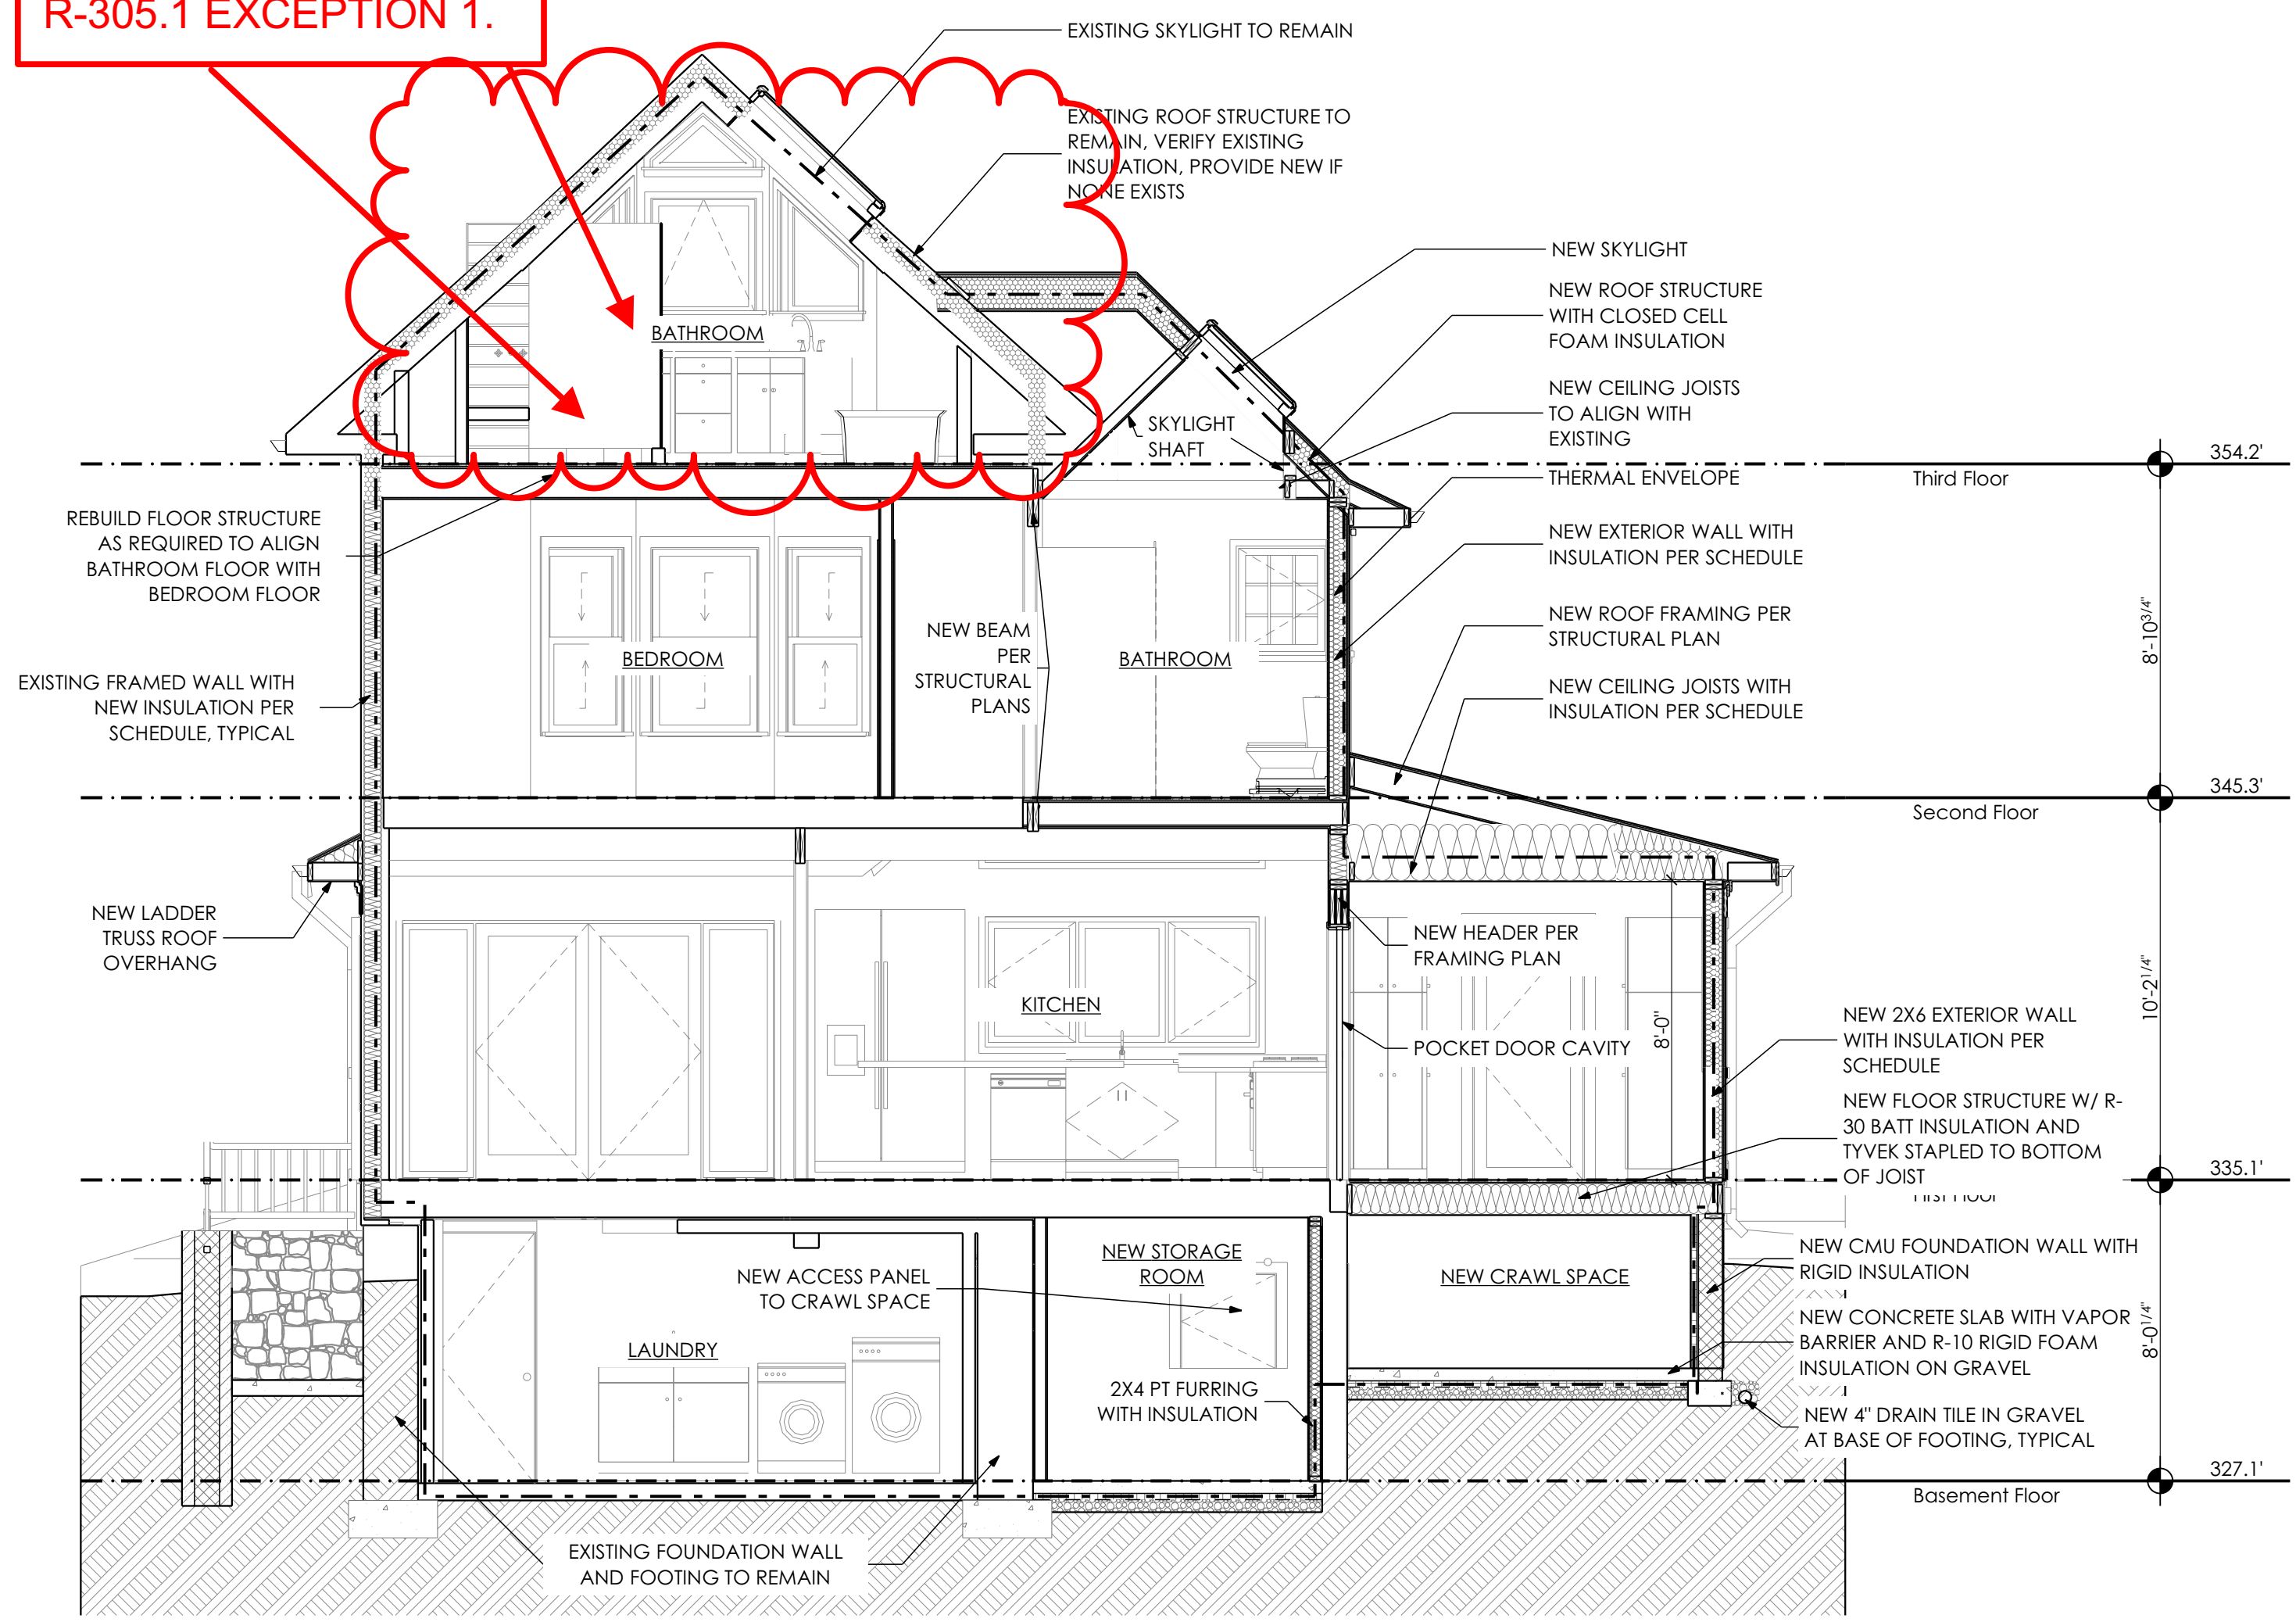 R-305.1 EXCEPTION 1.
EXISTING SKYLIGHT TO REMAIN
EXISTING ROOF STRUCTURE TO
REMAIN, VERIFY EXISTING
INSULATION, PROVIDE NEW IF
NONE EXISTS
NEW SKYLIGHT
NEW ROOF STRUCTURE
WITH CLOSED CELL
FOAM INSULATION
NEW CEILING JOISTS
TO ALIGN WITH
EXISTING
THERMAL ENVELOPE
BATHROOM
SKYLIGHT
SHAFT
354.2'
Third Floor
REBUILD FLOOR STRUCTURE
AS REQUIRED TO ALIGN
BATHROOM FLOOR WITH
BEDROOM FLOOR
NEW EXTERIOR WALL WITH
INSULATION PER SCHEDULE
NEW ROOF FRAMING PER
STRUCTURAL PLAN
NEW CEILING JOISTS WITH
INSULATION PER SCHEDULE
8'-10 3/4"
EXISTING FRAMED WALL WITH
NEW INSULATION PER
SCHEDULE, TYPICAL
BEDROOM
NEW BEAM
PER
STRUCTURAL
PLANS
BATHROOM
345.3'
Second Floor
NEW LADDER
TRUSS ROOF
OVERHANG
KITCHEN
NEW HEADER PER
FRAMING PLAN
POCKET DOOR CAVITY
8'-0"
10'-2 1/4"
NEW 2X6 EXTERIOR WALL
WITH INSULATION PER
SCHEDULE
NEW FLOOR STRUCTURE W/ R-
30 BATT INSULATION AND
TYVEK STAPLED TO BOTTOM
OF JOIST
335.1'
First Floor
NEW ACCESS PANEL
TO CRAWL SPACE
NEW STORAGE
ROOM
NEW CRAWL SPACE
LAUNDRY
2X4 PT FURRING
WITH INSULATION
NEW CMU FOUNDATION WALL WITH
RIGID INSULATION
NEW CONCRETE SLAB WITH VAPOR
BARRIER AND R-10 RIGID FOAM
INSULATION ON GRAVEL
8'-0 1/4"
NEW 4" DRAIN TILE IN GRAVEL
AT BASE OF FOOTING, TYPICAL
327.1'
Basement Floor
EXISTING FOUNDATION WALL
AND FOOTING TO REMAIN